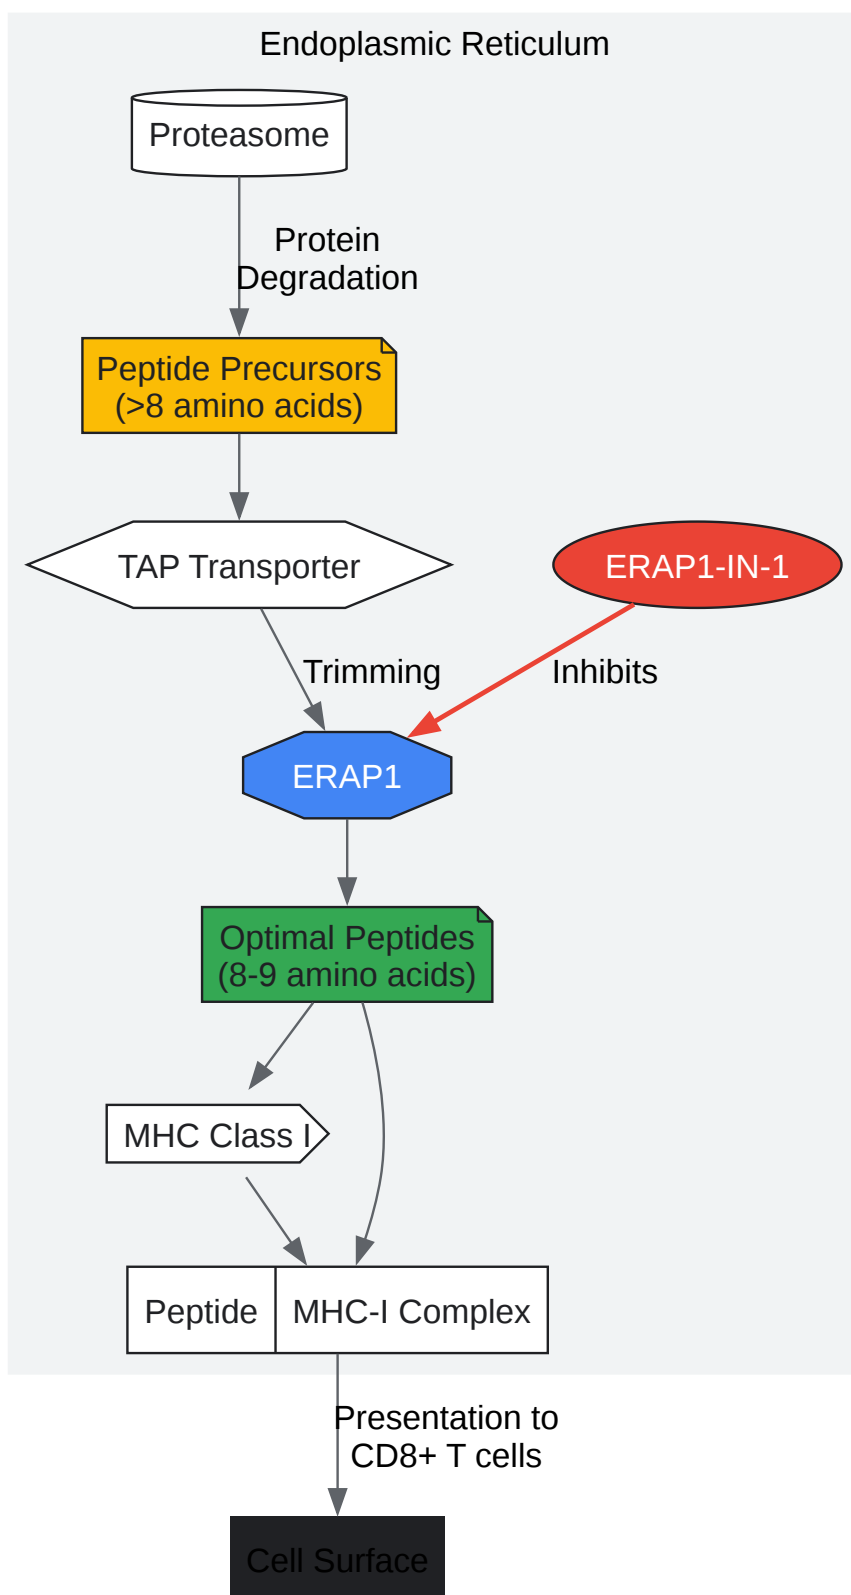 Endoplasmic Reticulum
Proteasome
Protein
Degradation
Peptide Precursors
(>8 amino acids)
TAP Transporter
ERAP1-IN-1
Trimming
Inhibits
ERAP1
Optimal Peptides
(8-9 amino acids)
MHC Class I
Peptide
MHC-I Complex
Presentation to
CD8+ T cells
Cell Surface